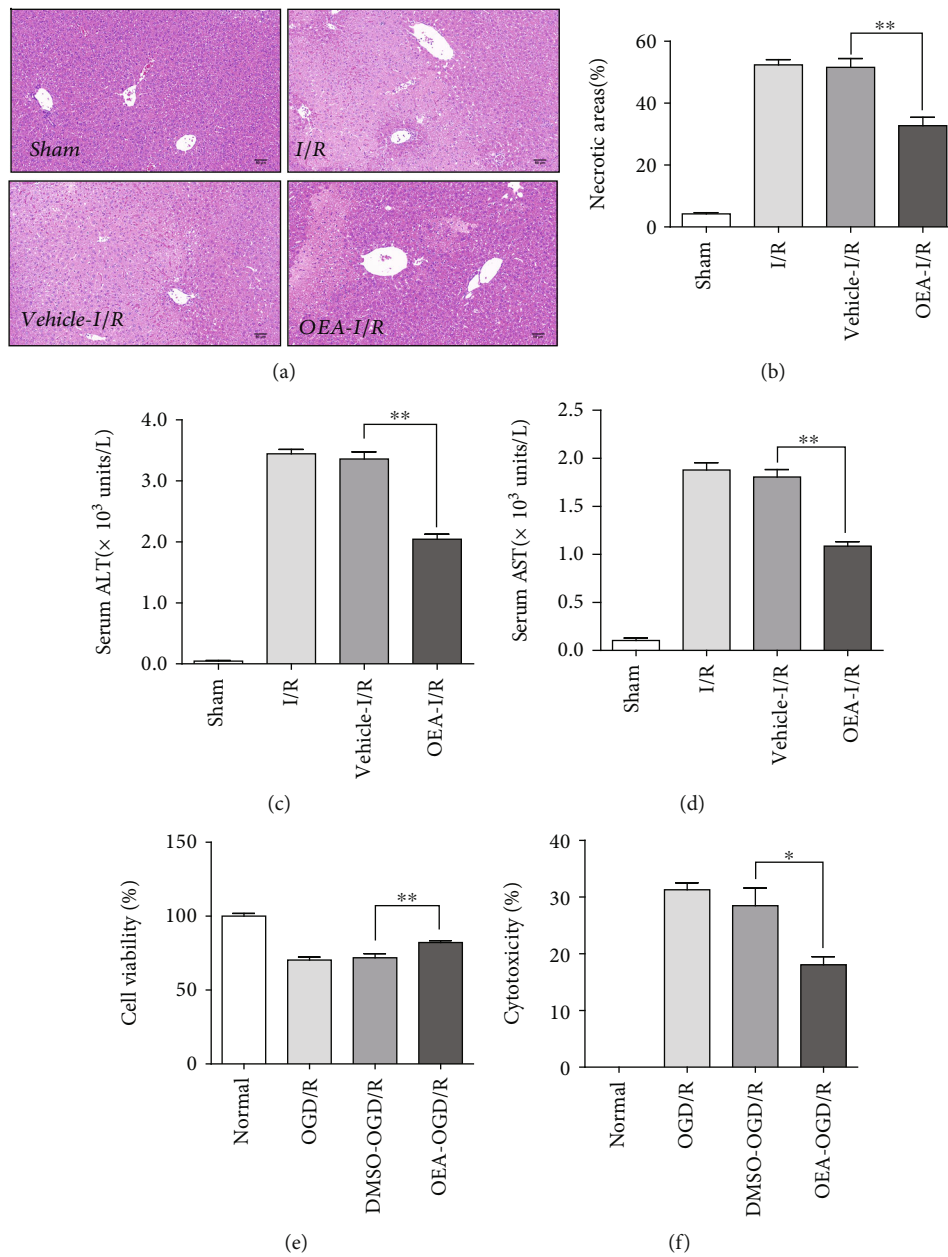 Sham
I/R
Vehicle-I/R
OEA-I/R
(a)
Necrotic areas(%)
60
40
20
0
**
Sham
I/R
Vehicle-I/R
OEA-I/R
(b)
Serum ALT(× 10³ units/L)
4.0
3.0
2.0
1.0
0.0
**
Sham
I/R
Vehicle-I/R
OEA-I/R
(c)
Serum AST(× 10³ units/L)
2.5
2.0
1.5
1.0
0.5
0.0
**
Sham
I/R
Vehicle-I/R
OEA-I/R
(d)
Cell viability (%)
150
100
50
0
**
Normal
OGD/R
DMSO-OGD/R
OEA-OGD/R
(e)
Cytotoxicity (%)
40
30
20
10
0
*
Normal
OGD/R
DMSO-OGD/R
OEA-OGD/R
(f)